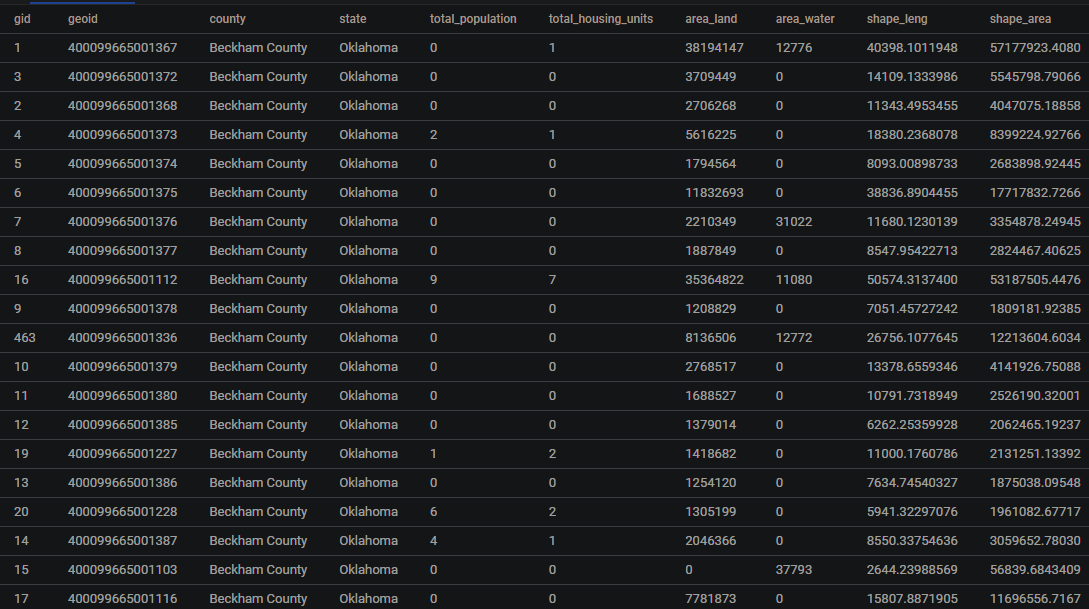 gid geoid county state total_population total_housing_units area_land area_water shape_leng shape_area
1 400099665001367 Beckham County Oklahoma 0 1 38194147 12776 40398.1011948 57177923.4080
3 400099665001372 Beckham County Oklahoma 0 0 3709449 0 14109.1333986 5545798.79066
2 400099665001368 Beckham County Oklahoma 0 0 2706268 0 11343.4953455 4047075.18858
4 400099665001373 Beckham County Oklahoma 2 1 5616225 0 18380.2368078 8399224.92766
5 400099665001374 Beckham County Oklahoma 0 0 1794564 0 8093.00898733 2683898.92445
6 400099665001375 Beckham County Oklahoma 0 0 11832693 0 38836.8904455 17717832.7266
7 400099665001376 Beckham County Oklahoma 0 0 2210349 31022 11680.1230139 3354878.24945
8 400099665001377 Beckham County Oklahoma 0 0 1887849 0 8547.95422713 2824467.40625
16 400099665001112 Beckham County Oklahoma 9 7 35364822 11080 50574.3137400 53187505.4476
9 400099665001378 Beckham County Oklahoma 0 0 1208829 0 7051.45727242 1809181.92385
463 400099665001336 Beckham County Oklahoma 0 0 8136506 12772 26756.1077645 12213604.6034
10 400099665001379 Beckham County Oklahoma 0 0 2768517 0 13378.6559346 4141926.75088
11 400099665001380 Beckham County Oklahoma 0 0 1688527 0 10791.7318949 2526190.32001
12 400099665001385 Beckham County Oklahoma 0 0 1379014 0 6262.25359928 2062465.19237
19 400099665001227 Beckham County Oklahoma 1 2 1418682 0 11000.1760786 2131251.13392
13 400099665001386 Beckham County Oklahoma 0 0 1254120 0 7634.74540327 1875038.09548
20 400099665001228 Beckham County Oklahoma 6 2 1305199 0 5941.32297076 1961082.67717
14 400099665001387 Beckham County Oklahoma 4 1 2046366 0 8550.33754636 3059652.78030
15 400099665001103 Beckham County Oklahoma 0 0 0 37793 2644.23988569 56839.6843409
17 400099665001116 Beckham County Oklahoma 0 0 7781873 0 15807.8871905 11696556.7167